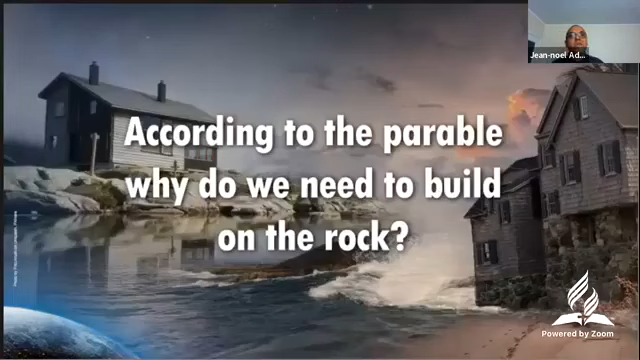 Jean-noel Ad...
According to the parable
why do we need to build
on the rock?
Powered by Zoom